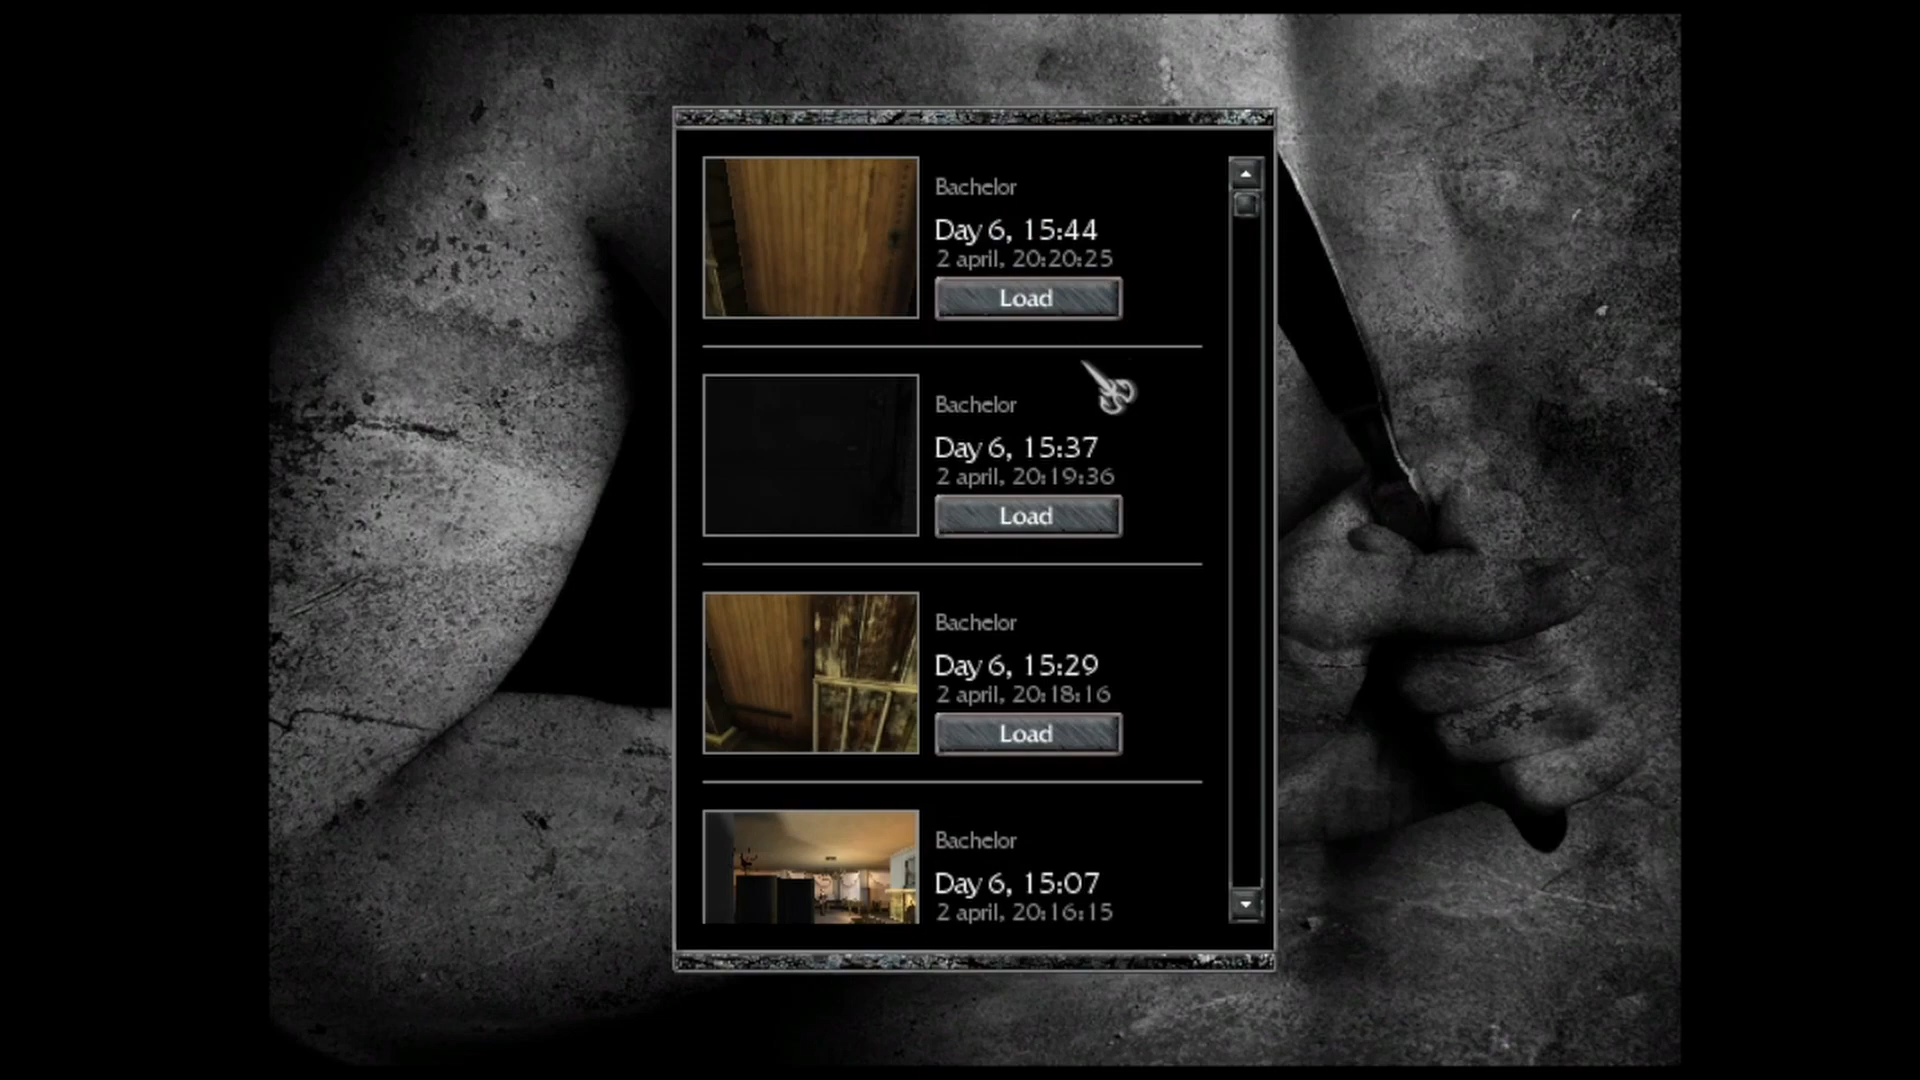 Bachelor
Day 6, 15:44
2 april, 20:20:25
Load
Bachelor
Day 6, 15:37
2 april, 20:19:36
Load
Bachelor
Day 6, 15:29
2 april, 20:18:16
Load
Bachelor
Day 6, 15:07
2 april, 20:16:15